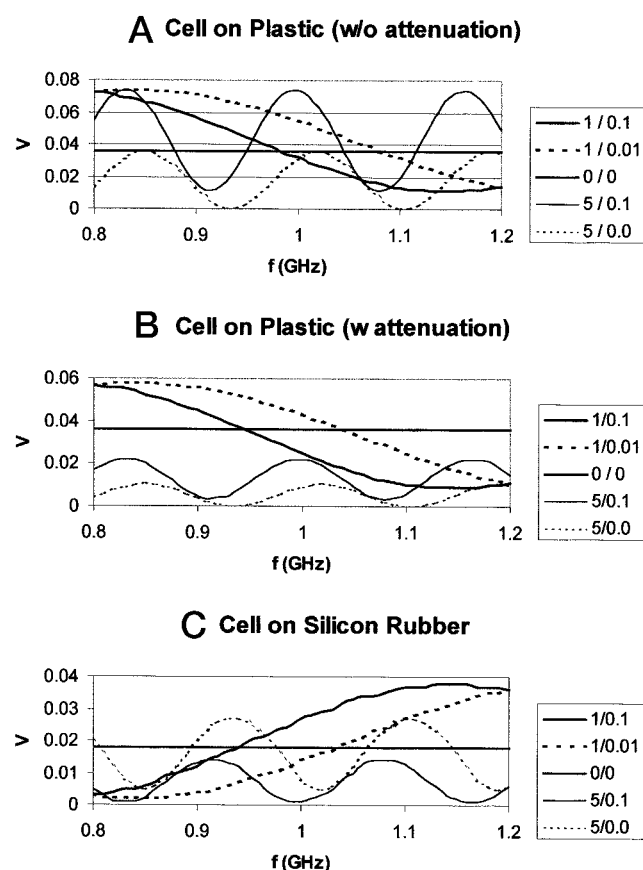 A Cell on Plastic (w/o attenuation)
0.08
0.06
0.04
0.02
0
V
0.8
0.9
1
1.1
1.2
f (GHz)
1 / 0.1
1 / 0.01
0 / 0
5 / 0.1
5 / 0.0
B Cell on Plastic (w attenuation)
0.06
0.04
0.02
0
V
0.8
0.9
1
1.1
1.2
f (GHz)
1/0.1
1/0.01
0 / 0
5/0.1
5/0.0
C Cell on Silicon Rubber
0.04
0.03
0.02
0.01
0
V
0.8
0.9
1
1.1
1.2
f (GHz)
1/0.1
1/0.01
0/0
5/0.1
5/0.0